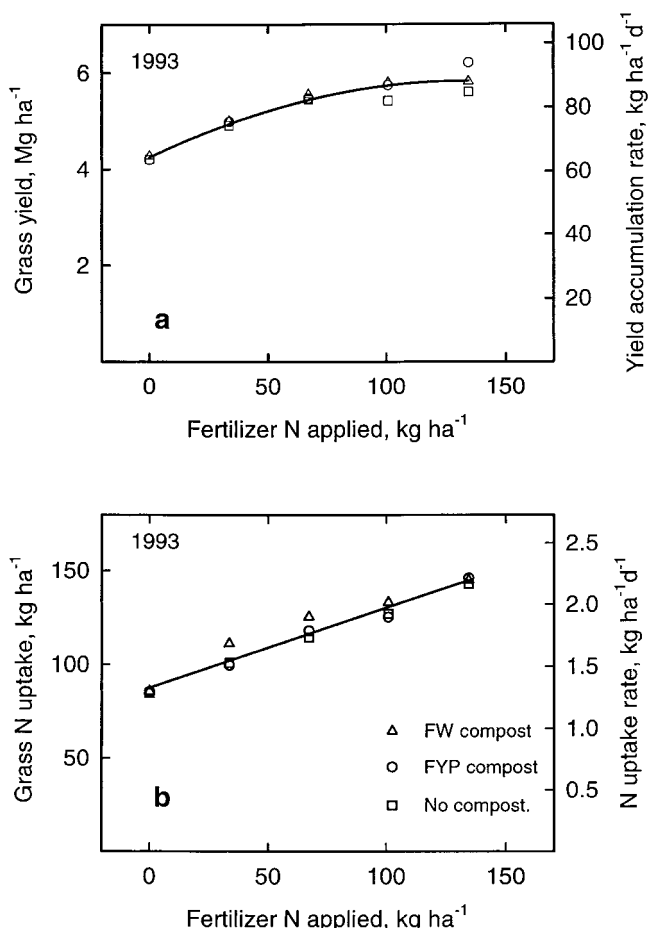 1993
6
4
2
Grass yield, Mg ha⁻¹
a
100
80
60
40
20
Yield accumulation rate, kg ha⁻¹ d⁻¹
0 50 100 150
Fertilizer N applied, kg ha⁻¹
1993
150
100
50
Grass N uptake, kg ha⁻¹
b
FW compost
FYP compost
No compost.
2.5
2.0
1.5
1.0
0.5
N uptake rate, kg ha⁻¹d⁻¹
0 50 100 150
Fertilizer N applied, kg ha⁻¹